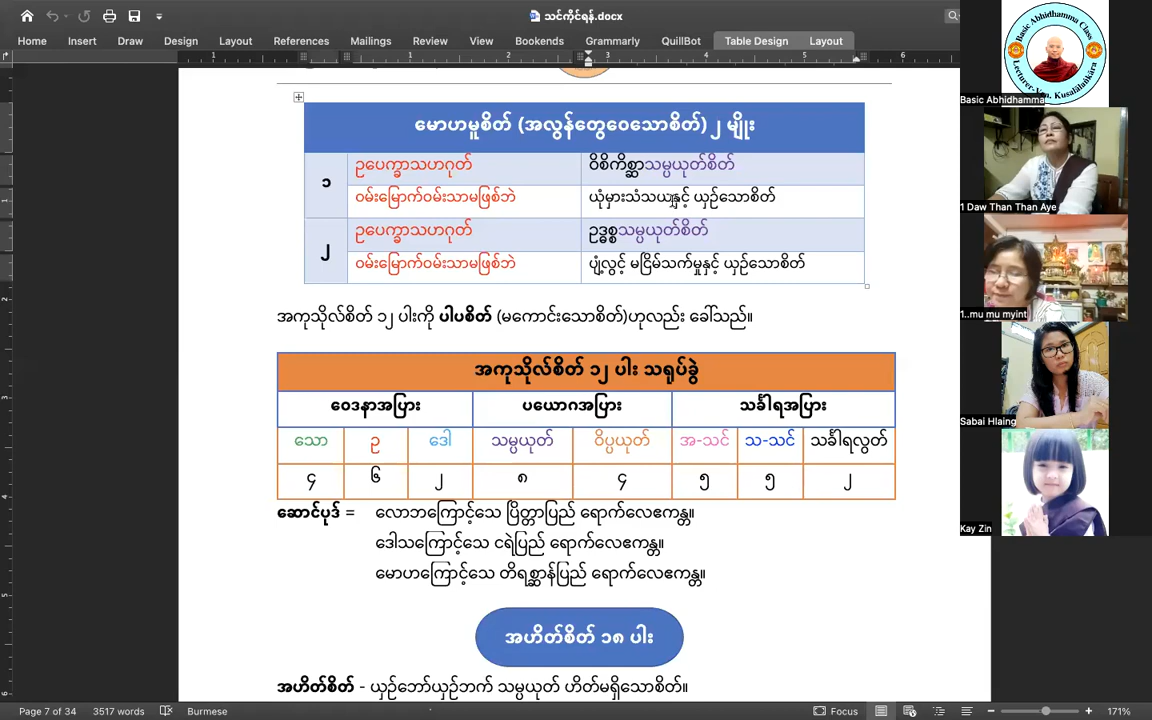 သင်ကိုင်ရန်.docx
Home Insert Draw Design Layout References Mailings Review View Bookends Grammarly QuillBot Table Design Layout
မောဟမူစိတ် (အလွန်တွေဝေသောစိတ်) ၂ မျိုး
၁ ဥပေက္ခာသဟဂုတ် ဝိစိကိစ္ဆာသမ္ပယုတ်စိတ်
ဝမ်းမြောက်ဝမ်းသာမဖြစ်ဘဲ ယုံမှားသံသယနှင့် ယှဉ်သောစိတ်
၂ ဥပေက္ခာသဟဂုတ် ဥဒ္ဓစ္စသမ္ပယုတ်စိတ်
ဝမ်းမြောက်ဝမ်းသာမဖြစ်ဘဲ ပျံ့လွင့် မငြိမ်သက်မှုနှင့် ယှဉ်သောစိတ်
အကုသိုလ်စိတ် ၁၂ ပါးကို ပါပစိတ် (မကောင်းသောစိတ်)ဟုလည်း ခေါ်သည်။
အကုသိုလ်စိတ် ၁၂ ပါး သရုပ်ခွဲ
ဝေဒနာအပြား ပယောဂအပြား သင်္ခါရအပြား
သော ဥ ဒေါ သမ္ပယုတ် ဝိပ္ပယုတ် အ-သင် သ-သင် သင်္ခါရလွတ်
၄ ၆ ၂ ၈ ၄ ၅ ၅ ၂
ဆောင်ပုဒ် = လောဘကြောင့်သေ ပြိတ္တာပြည် ရောက်လေဧကန္တ။
ဒေါသကြောင့်သေ ငရဲပြည် ရောက်လေဧကန္တ။
မောဟကြောင့်သေ တိရစ္ဆာန်ပြည် ရောက်လေဧကန္တ။
အဟိတ်စိတ် ၁၈ ပါး
အဟိတ်စိတ် - ယှဉ်ဘော်ယှဉ်ဘက် သမ္ပယုတ် ဟိတ်မရှိသောစိတ်။
Page 7 of 34 3517 words Burmese Focus 171%
Basic Abhidhamma Class
Lecturer-Ven. Kusalālaṅkāra
Basic Abhidhamma
1 Daw Than Than Aye
1..mu mu myint
Sabai Hlaing
Kay Zin